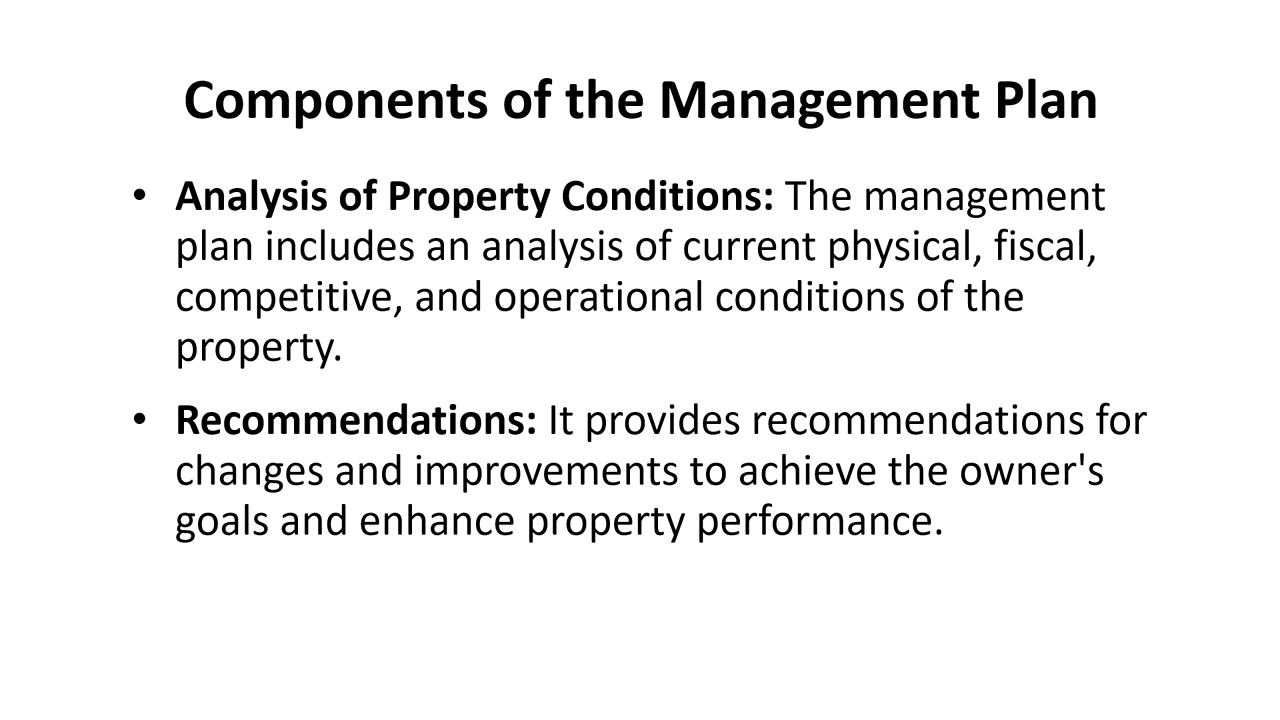 Components of the Management Plan
• Analysis of Property Conditions: The management
plan includes an analysis of current physical, fiscal,
competitive, and operational conditions of the
property.
• Recommendations: It provides recommendations for
changes and improvements to achieve the owner's
goals and enhance property performance.